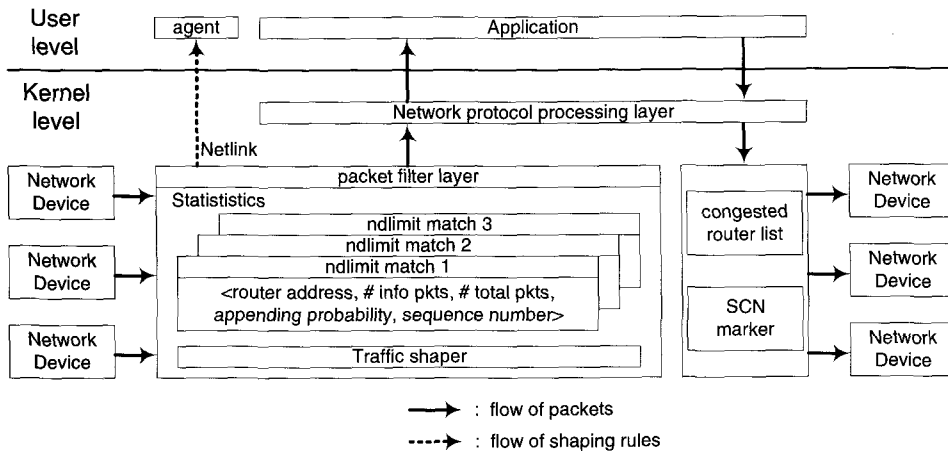 User
level
agent
Application
Kernel
level
Network protocol processing layer
Netlink
packet filter layer
Statististics
ndlimit match 3
ndlimit match 2
ndlimit match 1
<router address, # info pkts, # total pkts,
appending probability, sequence number>
Traffic shaper
Network
Device
Network
Device
Network
Device
congested
router list
SCN
marker
Network
Device
Network
Device
Network
Device
: flow of packets
: flow of shaping rules